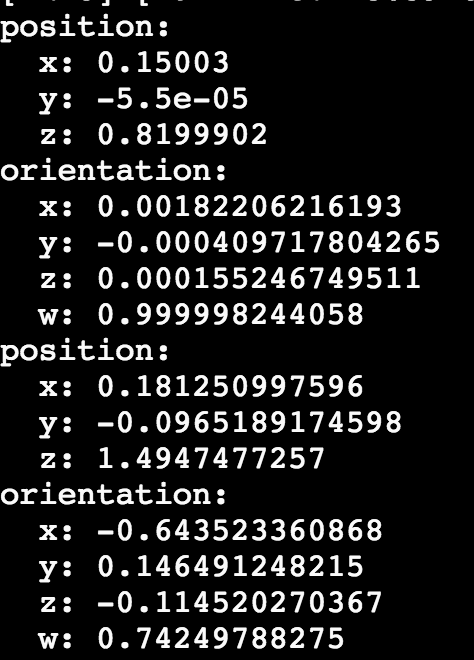 position:
x: 0.15003
y: -5.5e-05
z: 0.8199902
orientation:
x: 0.00182206216193
y: -0.000409717804265
z: 0.000155246749511
w: 0.999998244058
position:
x: 0.181250997596
y: -0.0965189174598
z: 1.4947477257
orientation:
x: -0.643523360868
y: 0.146491248215
z: -0.114520270367
w: 0.74249788275